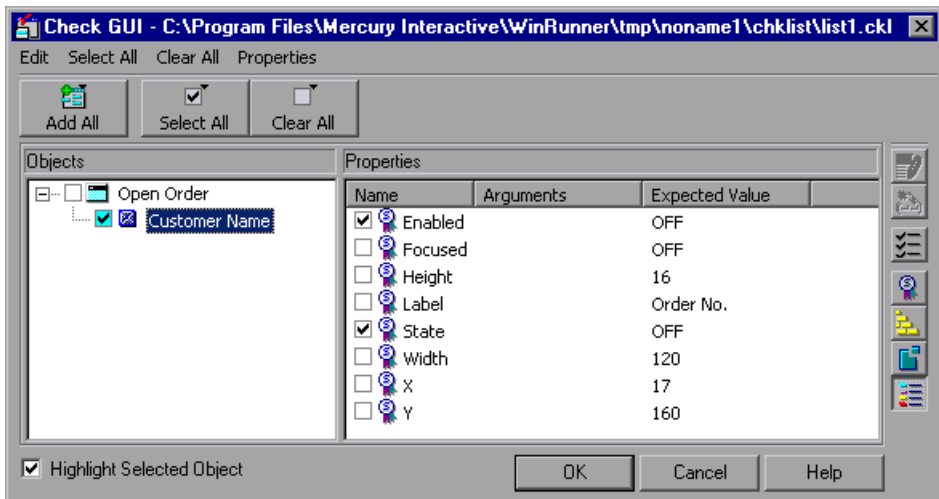 Check GUI - C:\Program Files\Mercury Interactive\WinRunner\tmp\noname1\chklist\list1.ckl
Edit Select All Clear All Properties
Add All Select All Clear All
Objects Properties
Open Order
Customer Name
Name Arguments Expected Value
Enabled OFF
Focused OFF
Height 16
Label Order No.
State OFF
Width 120
X 17
Y 160
Highlight Selected Object
OK Cancel Help